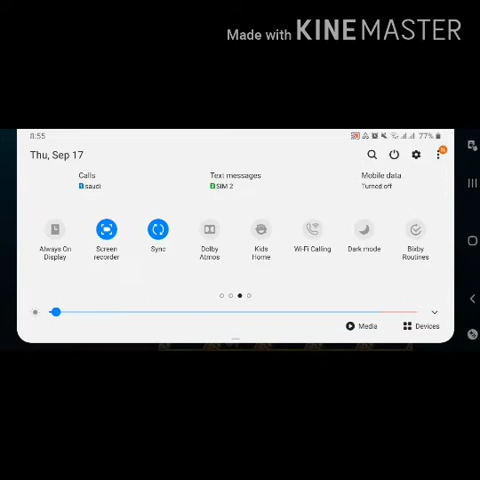 Made with KINEMASTER
8:55
77%
Thu, Sep 17
N
Calls
Text messages
Mobile data
1 saudi
2 SIM 2
Turned off
Always On
Display
Screen
recorder
Sync
Dolby
Atmos
Kids
Home
Wi-Fi Calling
Dark mode
Bixby
Routines
Media
Devices